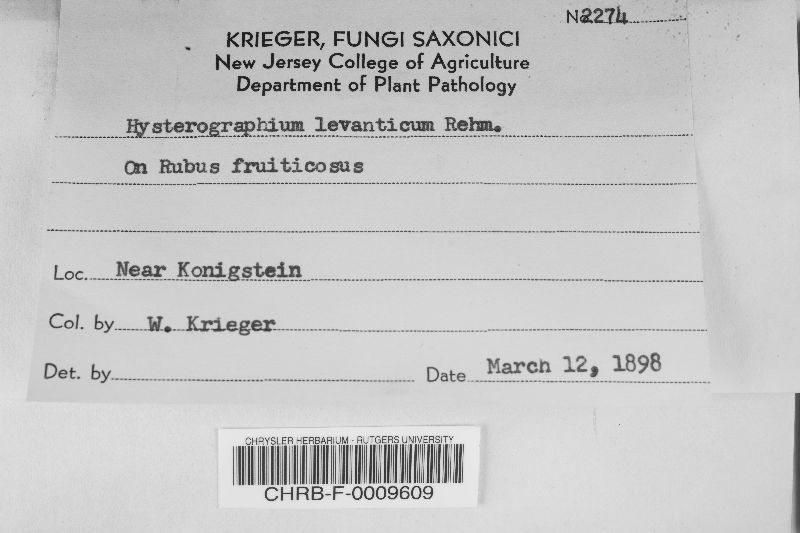 No. 2274
KRIEGER, FUNGI SAXONICI
New Jersey College of Agriculture
Department of Plant Pathology
Hysterographium levanticum Rehm.
On Rubus fruiticosus
Loc. Near Konigstein
Col. by W. Krieger
Det. by
Date March 12, 1898
CHRYSLER HERBARIUM - RUTGERS UNIVERSITY
CHRB-F-0009609